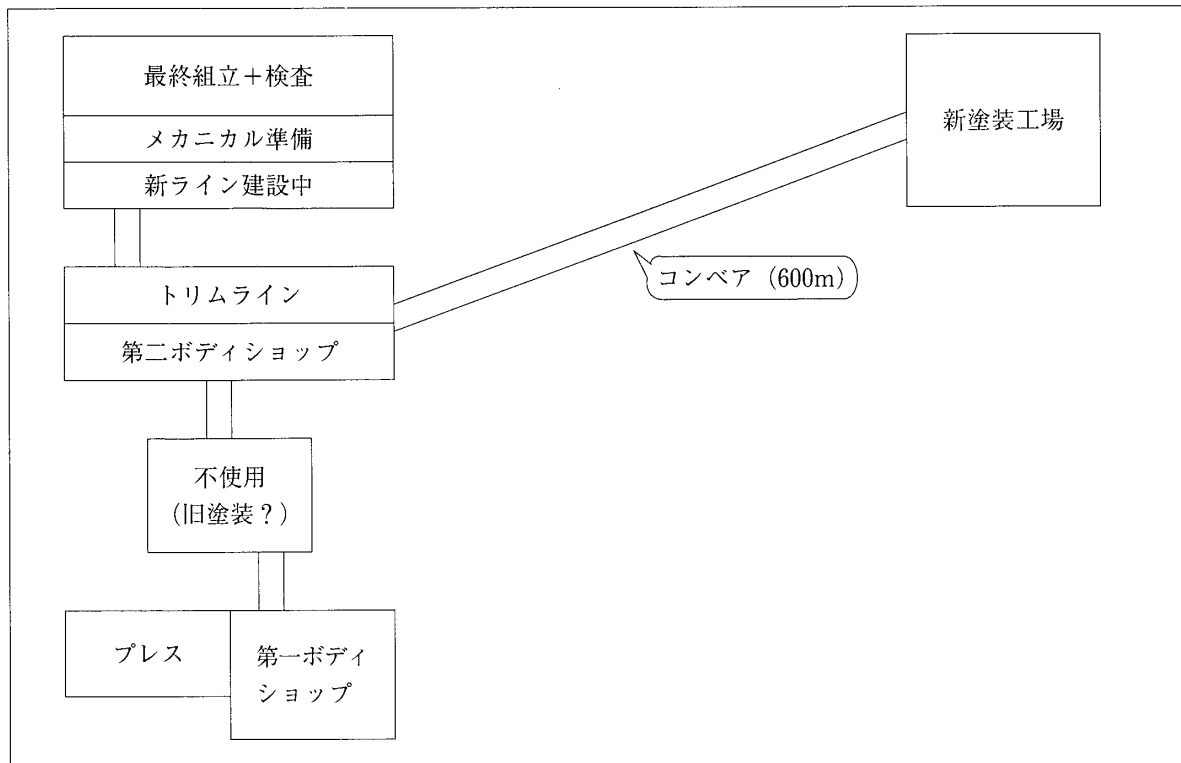 最終組立＋検査
メカニカル準備
新ライン建設中
新塗装工場
コンベア（600m）
トリムライン
第二ボディショップ
不使用
（旧塗装？）
プレス
第一ボディ
ショップ